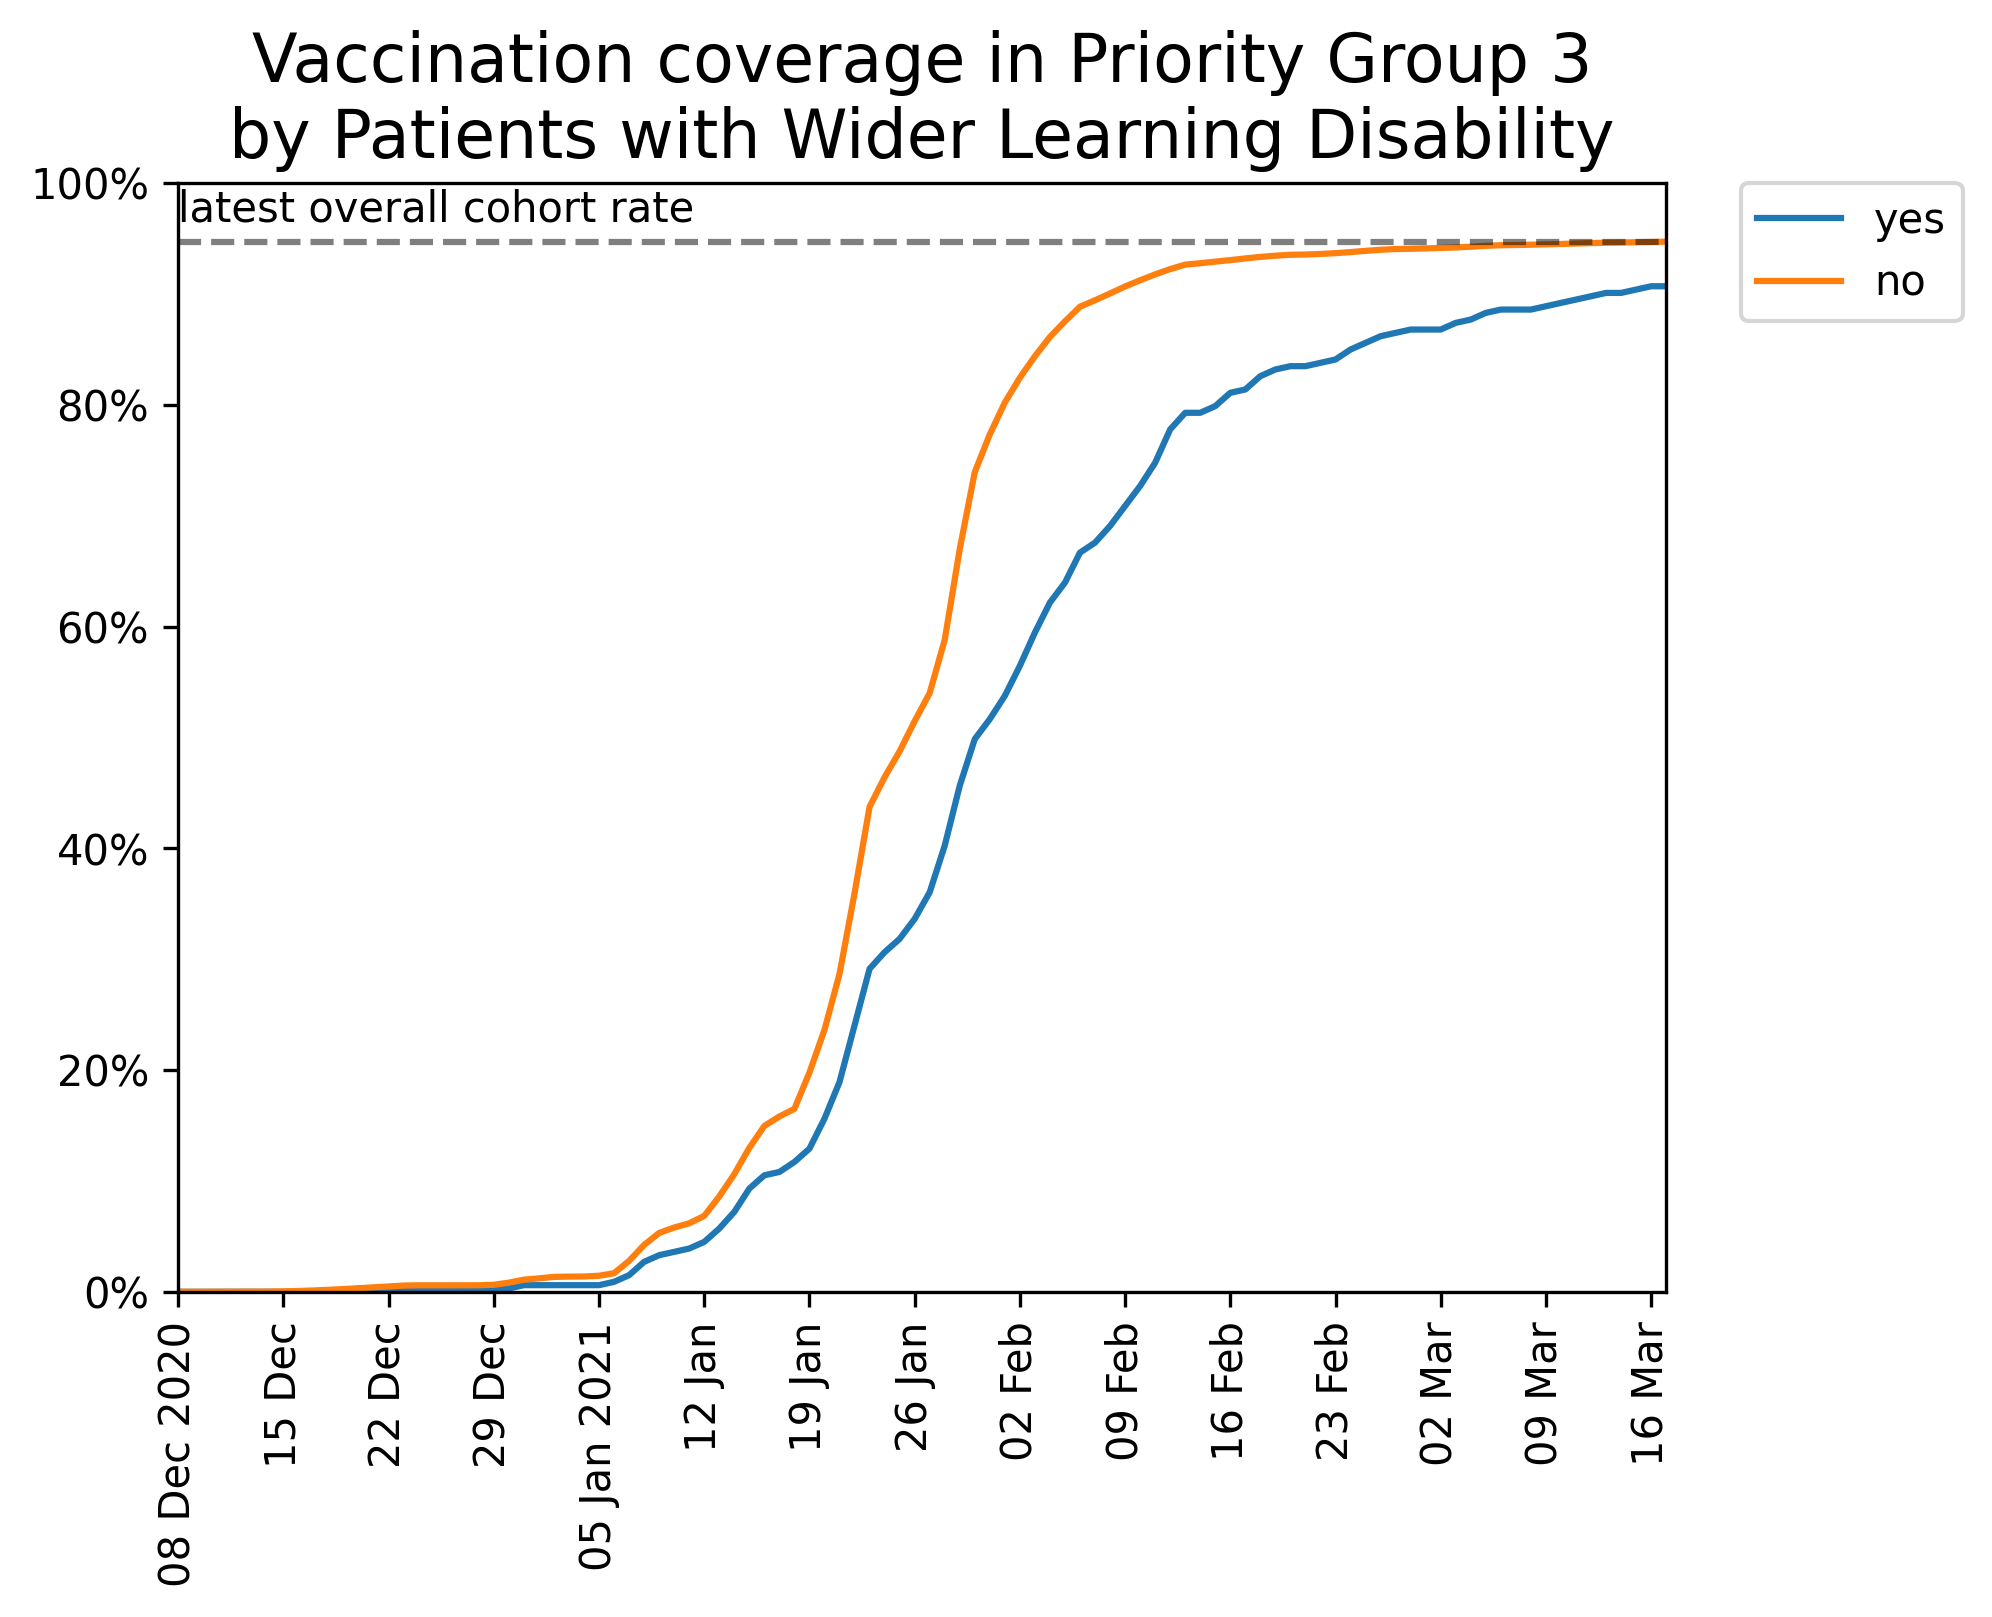 Vaccination coverage in Priority Group 3
by Patients with Wider Learning Disability
100%
latest overall cohort rate
80%
60%
40%
20%
0%
08 Dec 2020
15 Dec
22 Dec
29 Dec
05 Jan 2021
12 Jan
19 Jan
26 Jan
02 Feb
09 Feb
16 Feb
23 Feb
02 Mar
09 Mar
16 Mar
yes
no